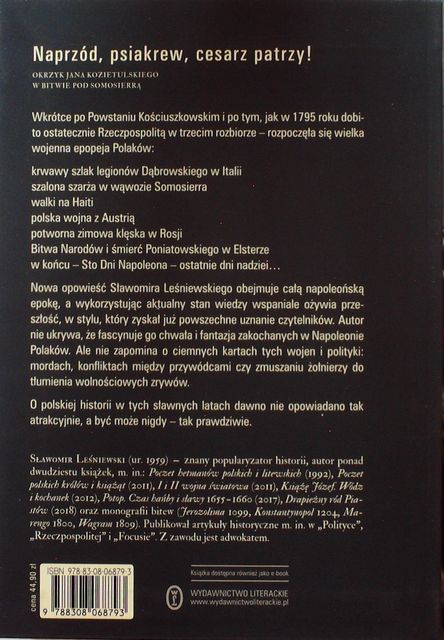 Naprzód, psiakrew, cesarz patrzy!
OKRZYK JANA KOZIETULSKIEGO
W BITWIE POD SOMOSIERRĄ
Wkrótce po Powstaniu Kościuszkowskim i po tym, jak w 1795 roku dobi-
to ostatecznie Rzeczpospolitą w trzecim rozbiorze – rozpoczęła się wielka
wojenna epopeja Polaków:
krwawy szlak legionów Dąbrowskiego w Italii
szalona szarża w wąwozie Somosierra
walki na Haiti
polska wojna z Austrią
potworna zimowa klęska w Rosji
Bitwa Narodów i śmierć Poniatowskiego w Elsterze
w końcu – Sto Dni Napoleona – ostatnie dni nadziei...
Nowa opowieść Sławomira Leśniewskiego obejmuje całą napoleońską
epokę, a wykorzystując aktualny stan wiedzy wspaniale ożywia prze-
szłość, w stylu, który zyskał już powszechne uznanie czytelników. Autor
nie ukrywa, że fascynuje go chwała i fantazja zakochanych w Napoleonie
Polaków. Ale nie zapomina o ciemnych kartach tych wojen i polityki:
mordach, konfliktach między przywódcami czy zmuszaniu żołnierzy do
tłumienia wolnościowych zrywów.
O polskiej historii w tych sławnych latach dawno nie opowiadano tak
atrakcyjnie, a być może nigdy – tak prawdziwie.
SŁAWOMIR LEŚNIEWSKI (ur. 1959) – znany popularyzator historii, autor ponad
dwudziestu książek, m. in.: Poczet hetmanów polskich i litewskich (1992), Poczet
polskich królów i książąt (2011), I i II wojna światowa (2011), Książę Józef. Wódz
i kochanek (2012), Potop. Czas hańby i sławy 1655–1660 (2017), Drapieżny ród Pia-
stów (2018) oraz monografii bitew (Jerozolima 1099, Konstantynopol 1204, Ma-
rengo 1800, Wagram 1809). Publikował artykuły historyczne m. in. w „Polityce",
„Rzeczpospolitej" i „Focusie". Z zawodu jest adwokatem.
ISBN 978-83-08-06879-3
cena 44,90 zł
9 788308 068793
Książka dostępna również jako e-book
WYDAWNICTWO LITERACKIE
www.wydawnictwoliterackie.pl